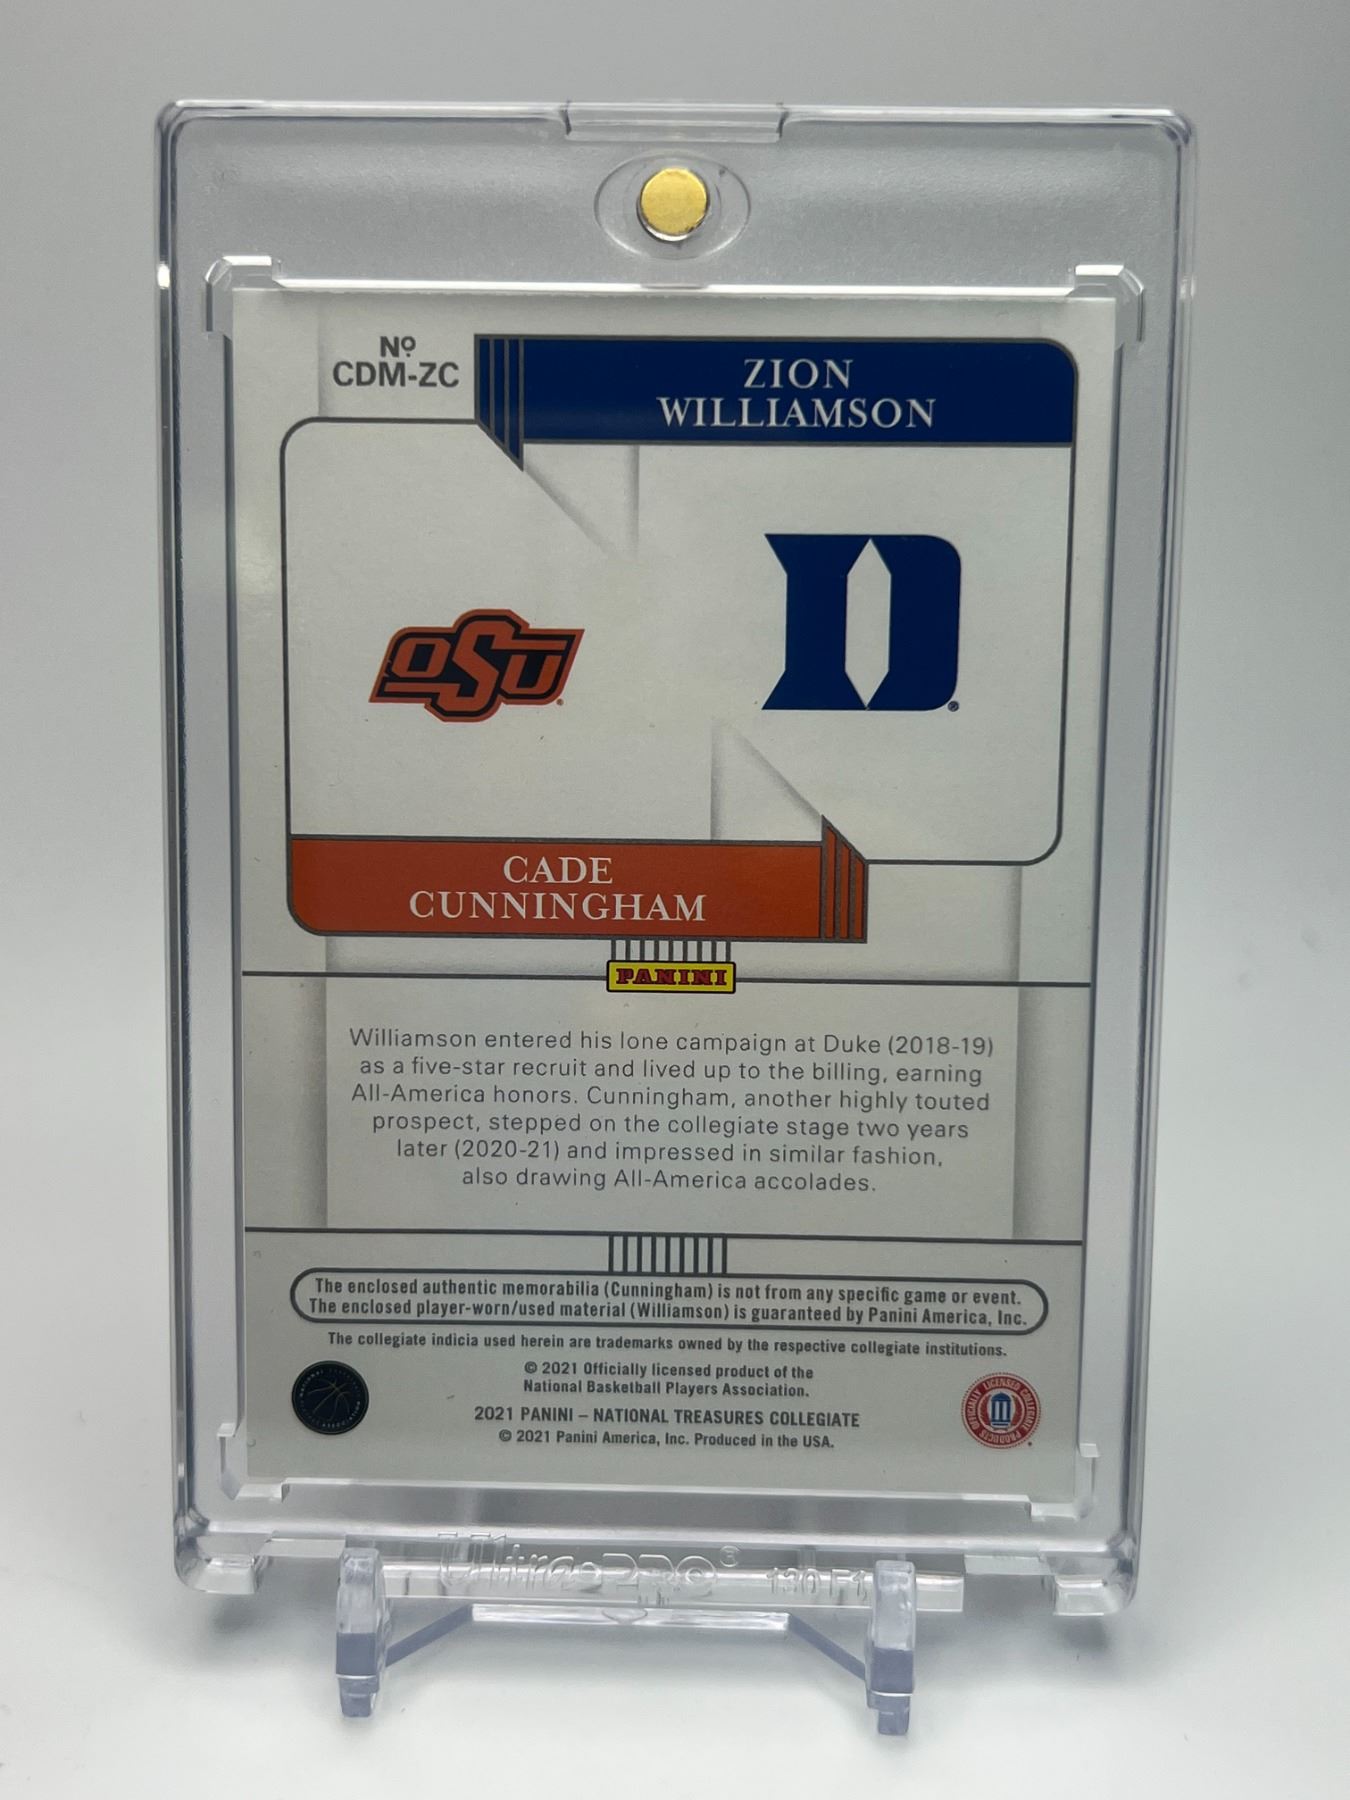 Nº
CDM-ZC
ZION
WILLIAMSON
OSU
®
D
®
CADE
CUNNINGHAM
PANINI
Williamson entered his lone campaign at Duke (2018-19)
as a five-star recruit and lived up to the billing, earning
All-America honors. Cunningham, another highly touted
prospect, stepped on the collegiate stage two years
later (2020-21) and impressed in similar fashion,
also drawing All-America accolades.
The enclosed authentic memorabilia (Cunningham) is not from any specific game or event.
The enclosed player-worn/used material (Williamson) is guaranteed by Panini America, Inc.
The collegiate indicia used herein are trademarks owned by the respective collegiate institutions.
© 2021 Officially licensed product of the
National Basketball Players Association.
2021 PANINI – NATIONAL TREASURES COLLEGIATE
© 2021 Panini America, Inc. Produced in the USA.
OFFICIALLY LICENSED COLLEGIATE PRODUCTS
Ultra•PRO®